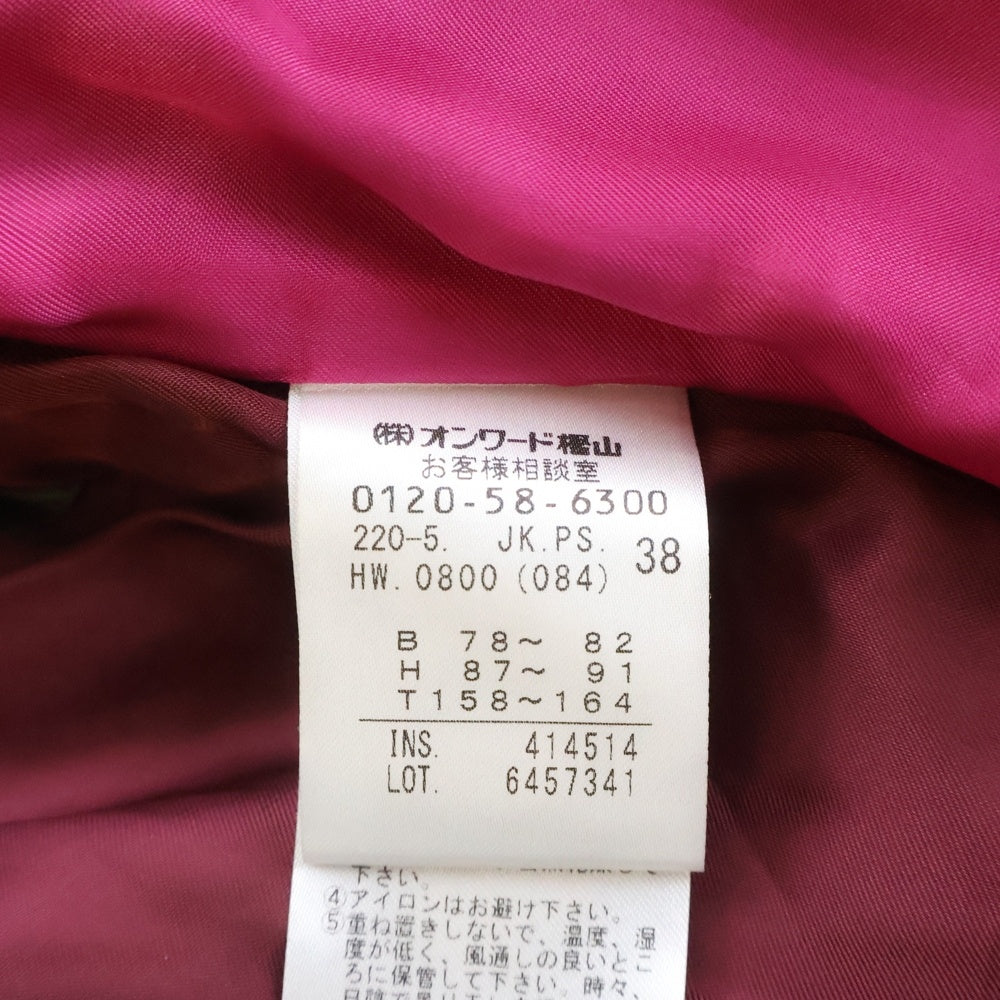 ㈱オンワード樫山
お客様相談室
0120-58-6300
220-5. JK.PS. 38
HW. 0800 (084)
B 78～ 82
H 87～ 91
T158～164
INS. 414514
LOT. 6457341
下さい。
④アイロンはお避け下さい。
⑤重ね置きしないで、温度、湿
度が低く、風通しの良いとこ
ろに保管して下さい。時々、